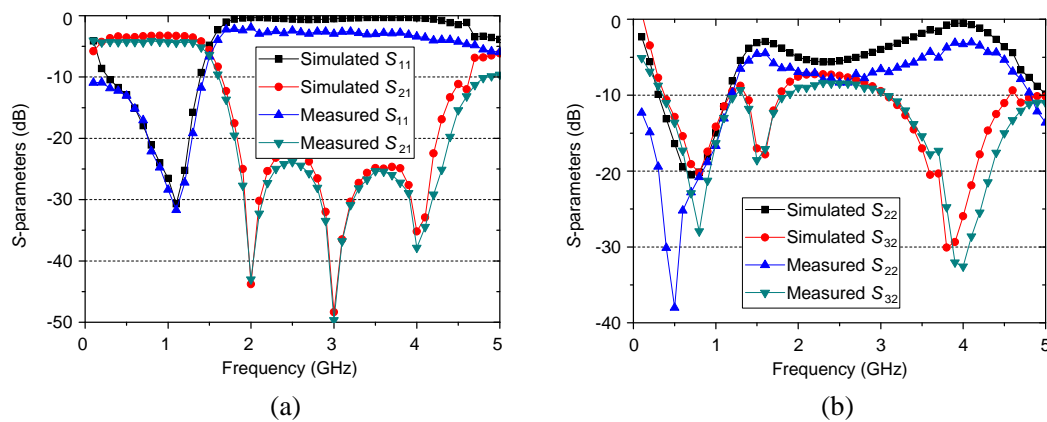 0
-10
-20
-30
-40
-50
S-parameters (dB)
0 1 2 3 4 5
Frequency (GHz)
Simulated S11
Simulated S21
Measured S11
Measured S21
(a)
0
-10
-20
-30
-40
S-parameters (dB)
0 1 2 3 4 5
Frequency (GHz)
Simulated S22
Simulated S32
Measured S22
Measured S32
(b)